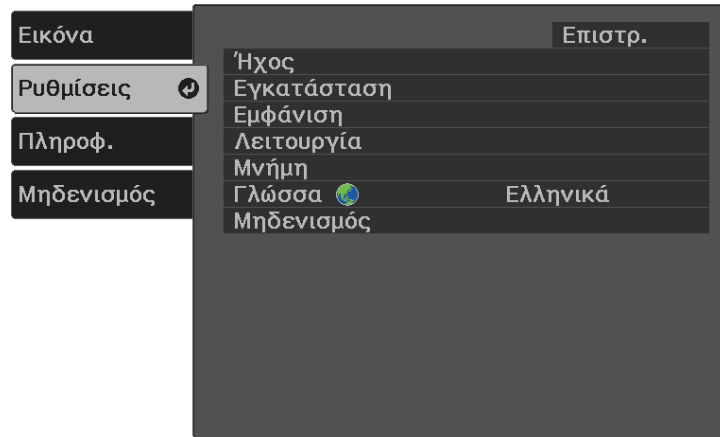 Εικόνα
Ρυθμίσεις
Πληροφ.
Μηδενισμός
Επιστρ.
Ήχος
Εγκατάσταση
Εμφάνιση
Λειτουργία
Μνήμη
Γλώσσα Ελληνικά
Μηδενισμός